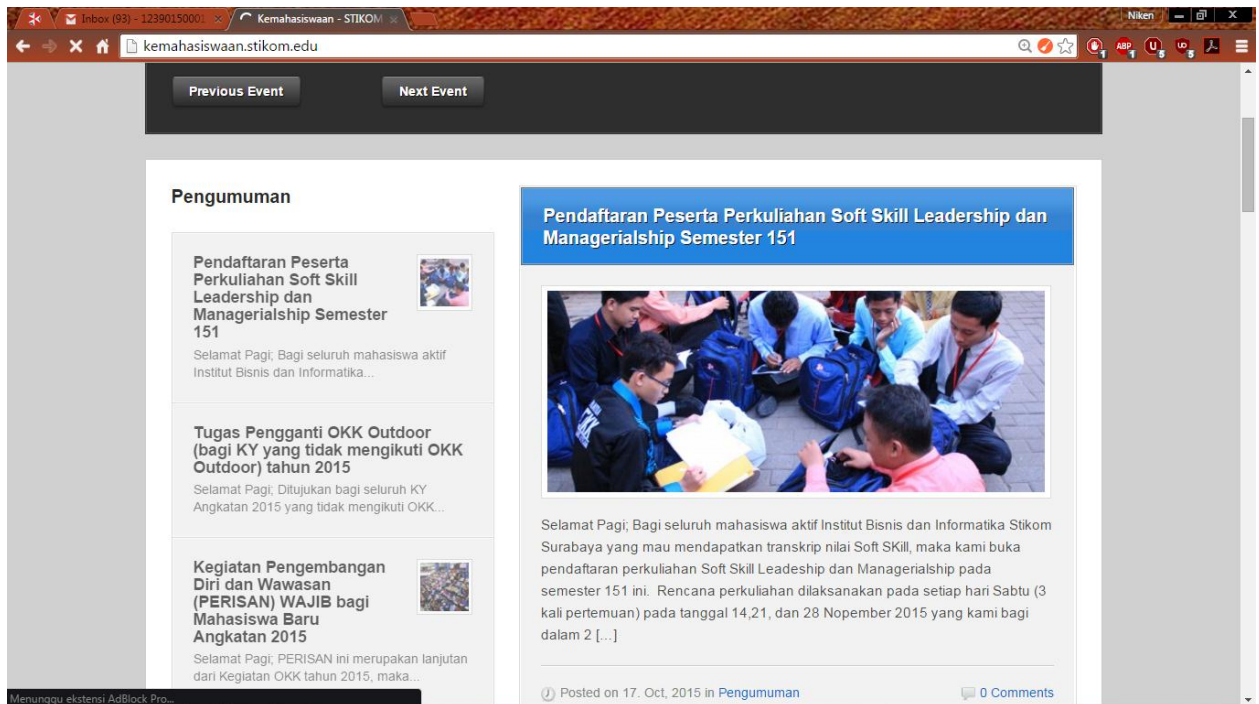 Inbox (93) - 12390150001
Kemahasiswaan - STIKOM
Niken
kemahasiswaan.stikom.edu
Previous Event
Next Event
Pengumuman
Pendaftaran Peserta
Perkuliahan Soft Skill
Leadership dan
Managerialship Semester
151
Selamat Pagi; Bagi seluruh mahasiswa aktif
Institut Bisnis dan Informatika...
Tugas Pengganti OKK Outdoor
(bagi KY yang tidak mengikuti OKK
Outdoor) tahun 2015
Selamat Pagi; Ditujukan bagi seluruh KY
Angkatan 2015 yang tidak mengikuti OKK...
Kegiatan Pengembangan
Diri dan Wawasan
(PERISAN) WAJIB bagi
Mahasiswa Baru
Angkatan 2015
Selamat Pagi; PERISAN ini merupakan lanjutan
dari Kegiatan OKK tahun 2015, maka...
Pendaftaran Peserta Perkuliahan Soft Skill Leadership dan
Managerialship Semester 151
Selamat Pagi; Bagi seluruh mahasiswa aktif Institut Bisnis dan Informatika Stikom
Surabaya yang mau mendapatkan transkrip nilai Soft SKill, maka kami buka
pendaftaran perkuliahan Soft Skill Leadeship dan Managerialship pada
semester 151 ini.  Rencana perkuliahan dilaksanakan pada setiap hari Sabtu (3
kali pertemuan) pada tanggal 14,21, dan 28 Nopember 2015 yang kami bagi
dalam 2 [...]
Posted on 17. Oct, 2015 in Pengumuman
0 Comments
Menunggu ekstensi AdBlock Pro...